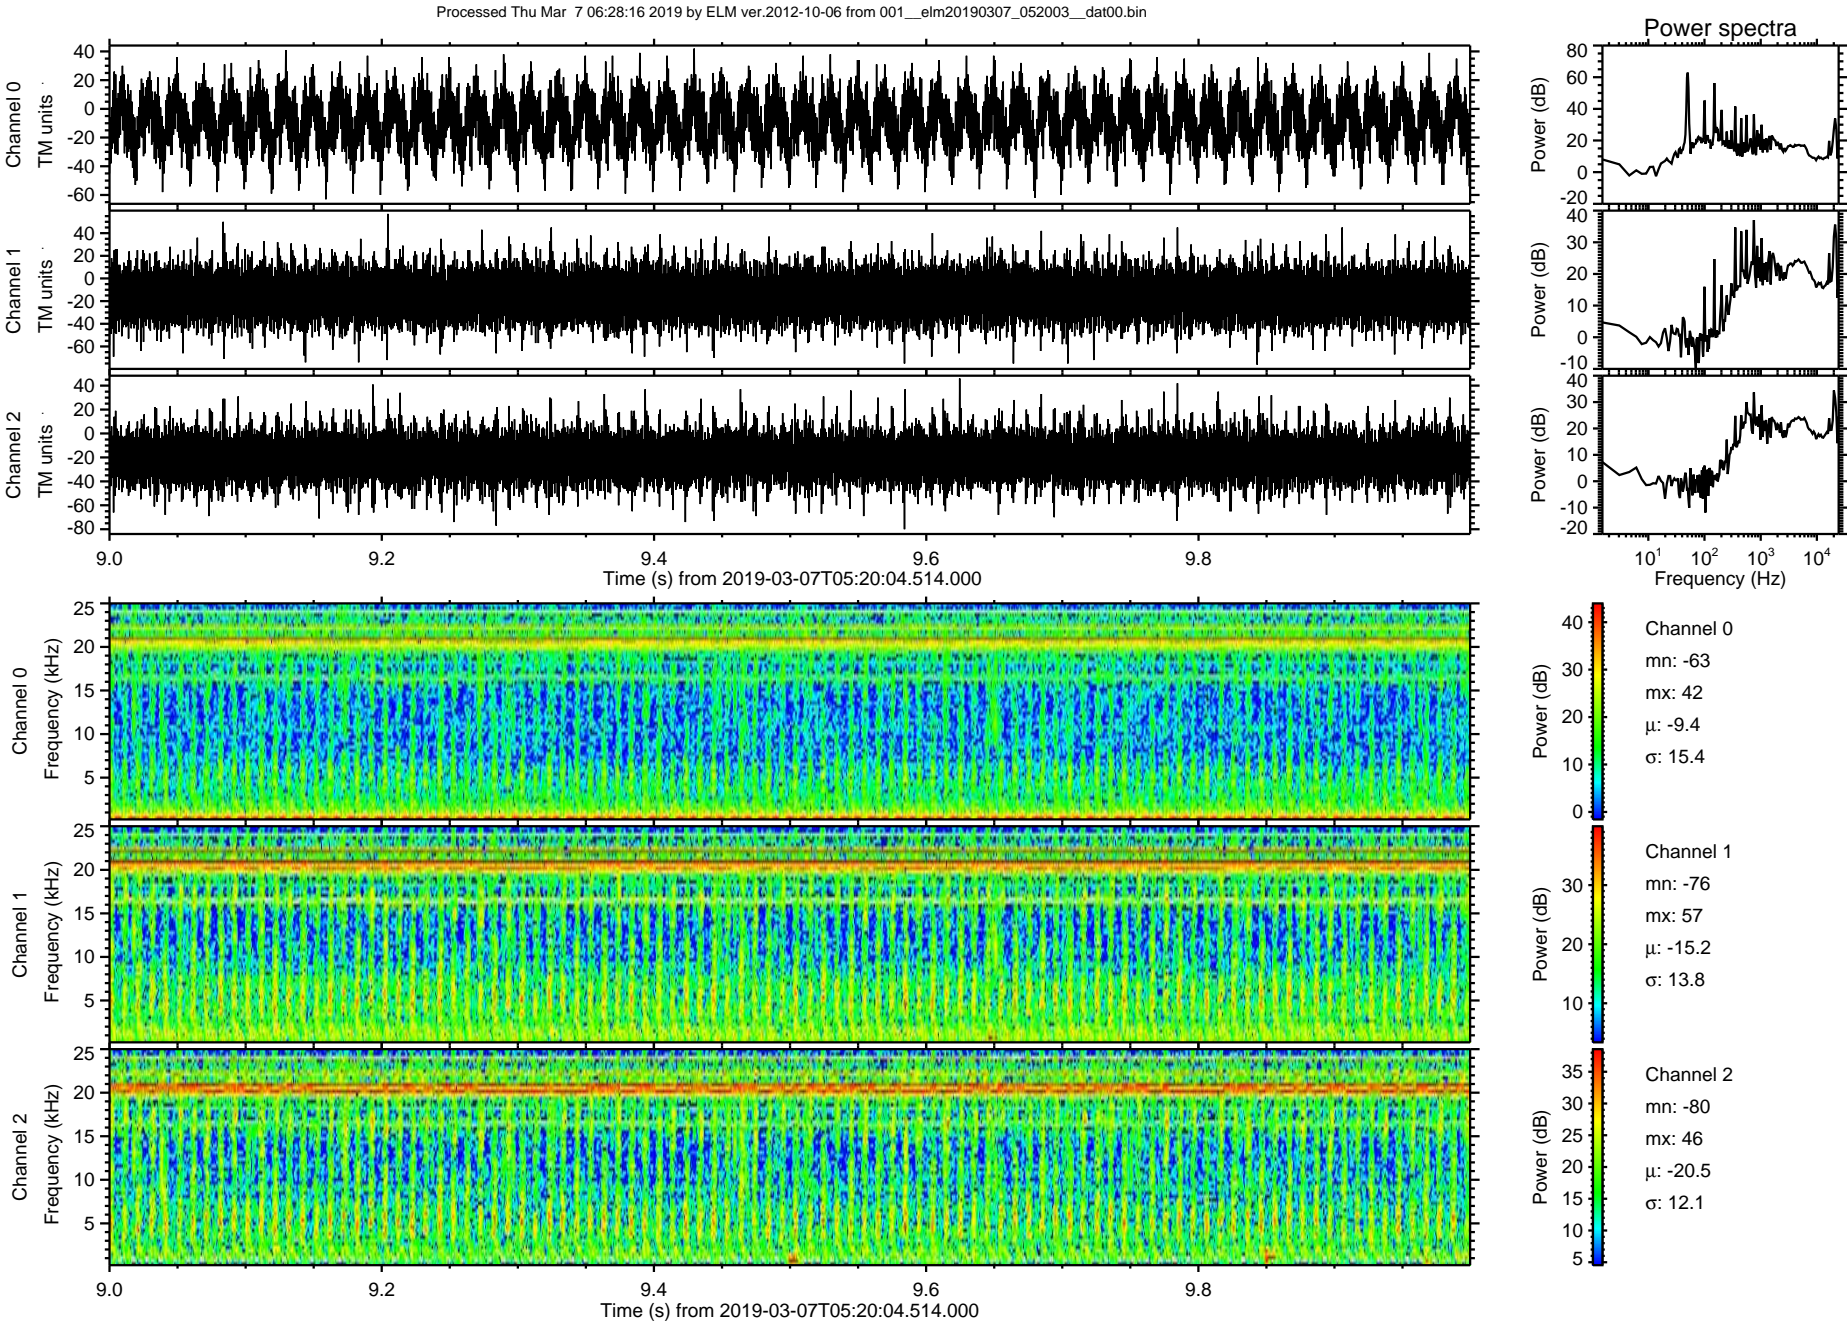 Processed Thu Mar 7 06:28:16 2019 by ELM ver.2012-10-06 from 001__elm20190307_052003__dat00.bin
Power spectra
Channel 0
TM units
40
20
0
-20
-40
-60
Power (dB)
80
60
40
20
0
-20
Channel 1
TM units
40
20
0
-20
-40
-60
Power (dB)
40
30
20
10
0
-10
Channel 2
TM units
40
20
0
-20
-40
-60
-80
Power (dB)
40
30
20
10
0
-10
-20
9.0 9.2 9.4 9.6 9.8
Time (s) from 2019-03-07T05:20:04.514.000
10¹ 10² 10³ 10⁴
Frequency (Hz)
Channel 0
Frequency (kHz)
25
20
15
10
5
Power (dB)
40
30
20
10
0
Channel 0
mn: -63
mx: 42
μ: -9.4
σ: 15.4
Channel 1
Frequency (kHz)
25
20
15
10
5
Power (dB)
30
20
10
Channel 1
mn: -76
mx: 57
μ: -15.2
σ: 13.8
Channel 2
Frequency (kHz)
25
20
15
10
5
Power (dB)
35
30
25
20
15
10
5
Channel 2
mn: -80
mx: 46
μ: -20.5
σ: 12.1
9.0 9.2 9.4 9.6 9.8
Time (s) from 2019-03-07T05:20:04.514.000